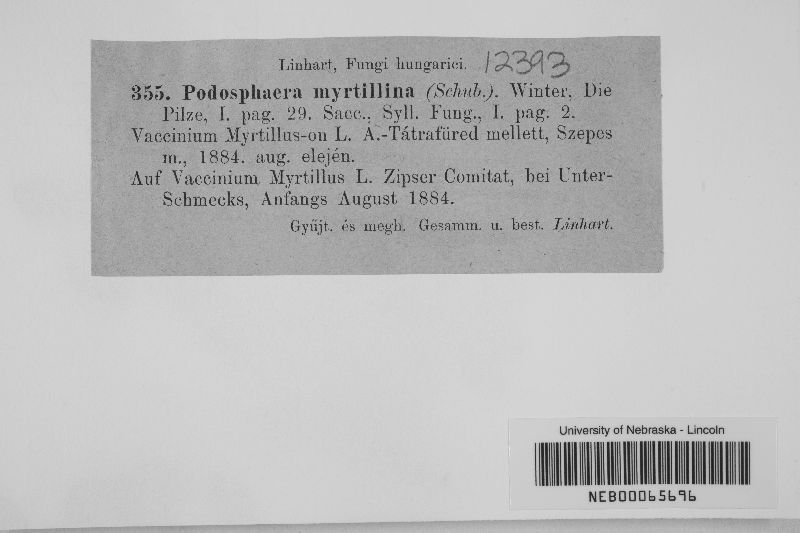 Linhart, Fungi hungarici. 12393
355. Podosphaera myrtillina (Schub.). Winter, Die
Pilze, I. pag. 29. Sacc., Syll. Fung., I. pag. 2.
Vaccinium Myrtillus-on L. A.-Tátrafüred mellett, Szepes
m., 1884. aug. elején.
Auf Vaccinium Myrtillus L. Zipser Comitat, bei Unter-
Schmecks, Anfangs August 1884.
Gyűjt. és megh. Gesamm. u. best. Linhart.
University of Nebraska - Lincoln
NEB00065696